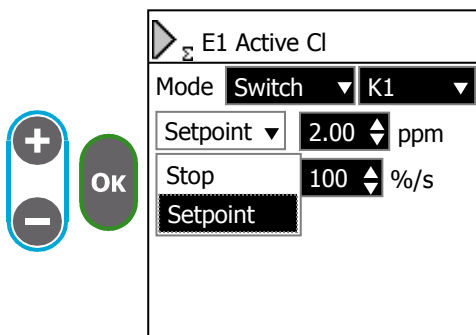 Σ E1 Active Cl
Mode Switch ▼ K1 ▼
Setpoint ▼ 2.00 ppm
Stop 100 %/s
Setpoint
+
OK
−